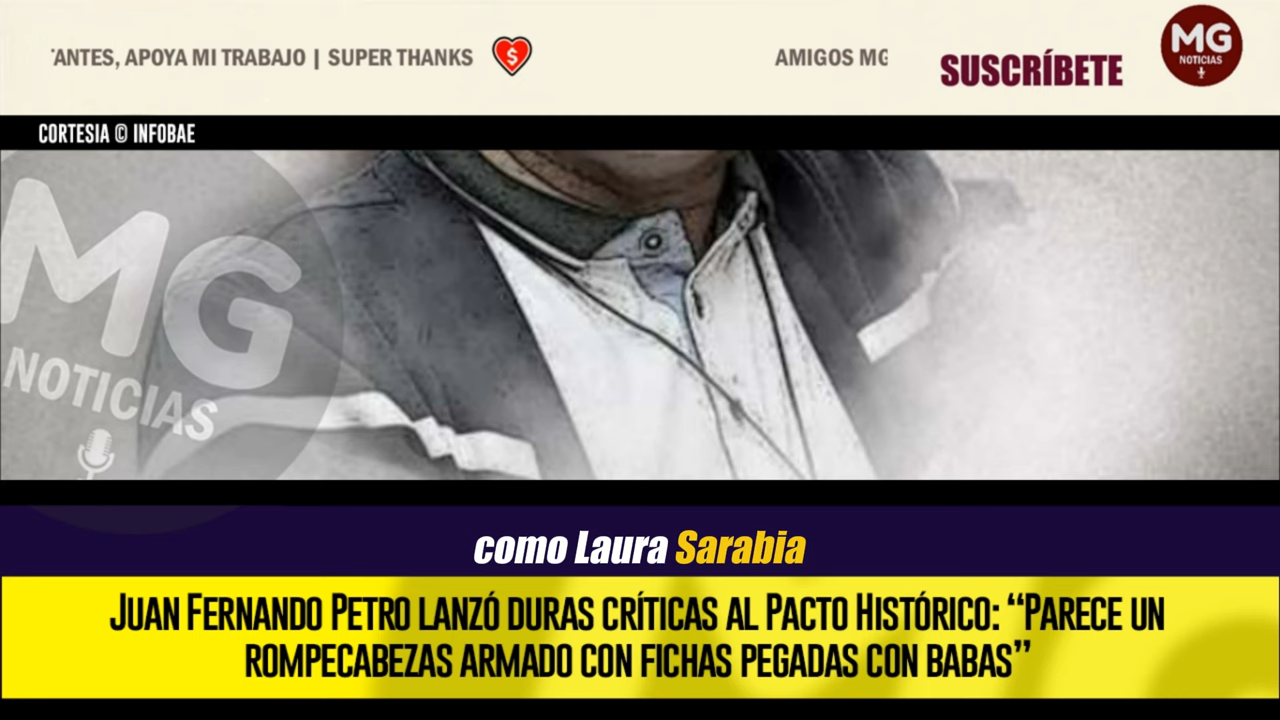 'ANTES, APOYA MI TRABAJO | SUPER THANKS
AMIGOS MG
SUSCRÍBETE
MG
NOTICIAS
CORTESIA © INFOBAE
MG
NOTICIAS
como Laura Sarabia
JUAN FERNANDO PETRO LANZÓ DURAS CRÍTICAS AL PACTO HISTÓRICO: “PARECE UN
ROMPECABEZAS ARMADO CON FICHAS PEGADAS CON BABAS”